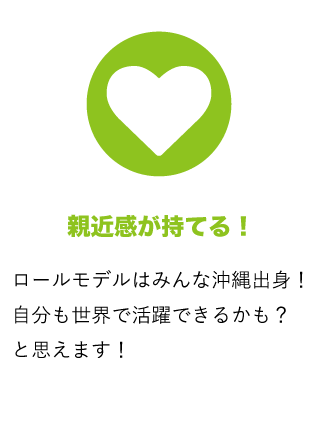 親近感が持てる！
ロールモデルはみんな沖縄出身！
自分も世界で活躍できるかも？
と思えます！